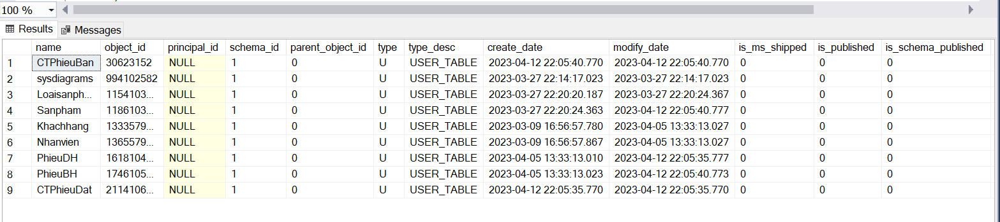 100 %
Results Messages
name object_id principal_id schema_id parent_object_id type type_desc create_date modify_date is_ms_shipped is_published is_schema_published
1 CTPhieuBan 30623152 NULL 1 0 U USER_TABLE 2023-04-12 22:05:40.770 2023-04-12 22:05:40.770 0 0 0
2 sysdiagrams 994102582 NULL 1 0 U USER_TABLE 2023-03-27 22:14:17.023 2023-03-27 22:14:17.023 0 0 0
3 Loaisanph... 1154103... NULL 1 0 U USER_TABLE 2023-03-27 22:20:20.187 2023-03-27 22:20:24.367 0 0 0
4 Sanpham 1186103... NULL 1 0 U USER_TABLE 2023-03-27 22:20:24.363 2023-04-12 22:05:40.777 0 0 0
5 Khachhang 1333579... NULL 1 0 U USER_TABLE 2023-03-09 16:56:57.780 2023-04-05 13:33:13.027 0 0 0
6 Nhanvien 1365579... NULL 1 0 U USER_TABLE 2023-03-09 16:56:57.867 2023-04-05 13:33:13.027 0 0 0
7 PhieuDH 1618104... NULL 1 0 U USER_TABLE 2023-04-05 13:33:13.010 2023-04-12 22:05:35.777 0 0 0
8 PhieuBH 1746105... NULL 1 0 U USER_TABLE 2023-04-05 13:33:13.023 2023-04-12 22:05:40.773 0 0 0
9 CTPhieuDat 2114106... NULL 1 0 U USER_TABLE 2023-04-12 22:05:35.770 2023-04-12 22:05:35.770 0 0 0